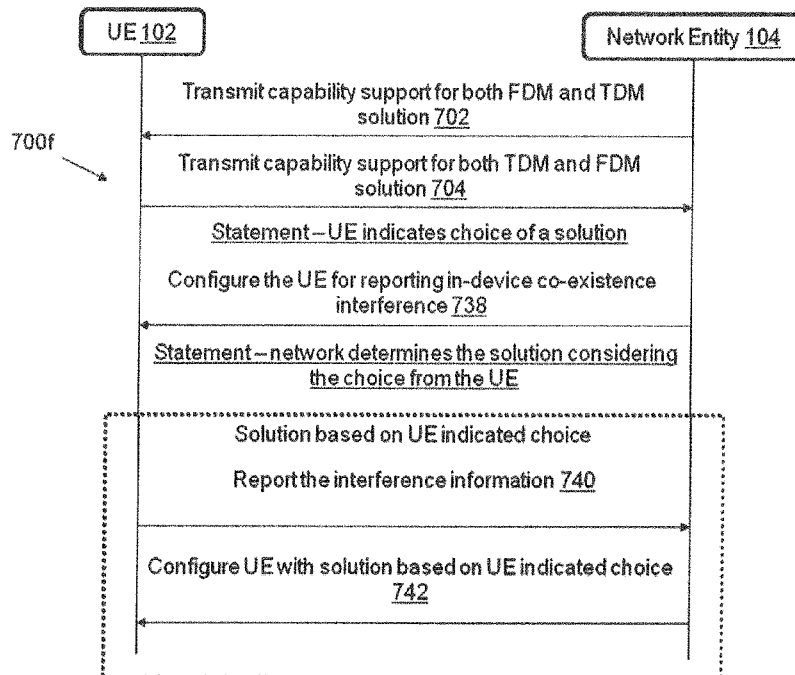 UE 102
Network Entity 104
Transmit capability support for both FDM and TDM
solution 702
700f
Transmit capability support for both TDM and FDM
solution 704
Statement – UE indicates choice of a solution
Configure the UE for reporting in-device co-existence
interference 738
Statement – network determines the solution considering
the choice from the UE
Solution based on UE indicated choice
Report the interference information 740
Configure UE with solution based on UE indicated choice
742